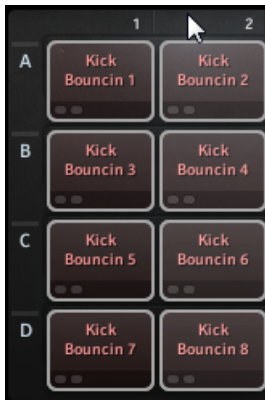 1 2
A
Kick
Bouncin 1
Kick
Bouncin 2
B
Kick
Bouncin 3
Kick
Bouncin 4
C
Kick
Bouncin 5
Kick
Bouncin 6
D
Kick
Bouncin 7
Kick
Bouncin 8